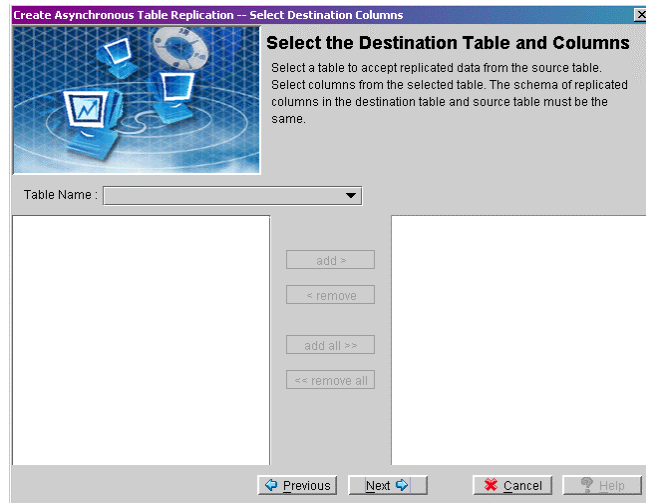 Create Asynchronous Table Replication -- Select Destination Columns
Select the Destination Table and Columns
Select a table to accept replicated data from the source table.
Select columns from the selected table. The schema of replicated
columns in the destination table and source table must be the
same.
Table Name :
add >
< remove
add all >>
<< remove all
Previous
Next
Cancel
Help